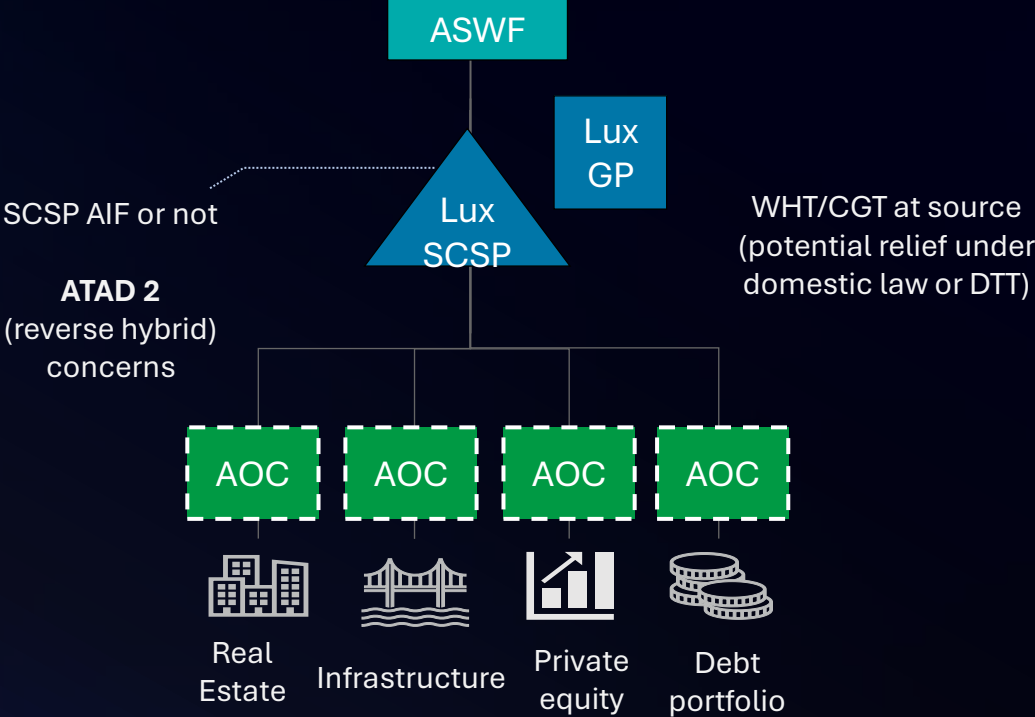 ASWF
Lux
GP
Lux
SCSP
SCSP AIF or not
ATAD 2
(reverse hybrid)
concerns
WHT/CGT at source
(potential relief under
domestic law or DTT)
AOC
AOC
AOC
AOC
Real
Estate
Infrastructure
Private
equity
Debt
portfolio